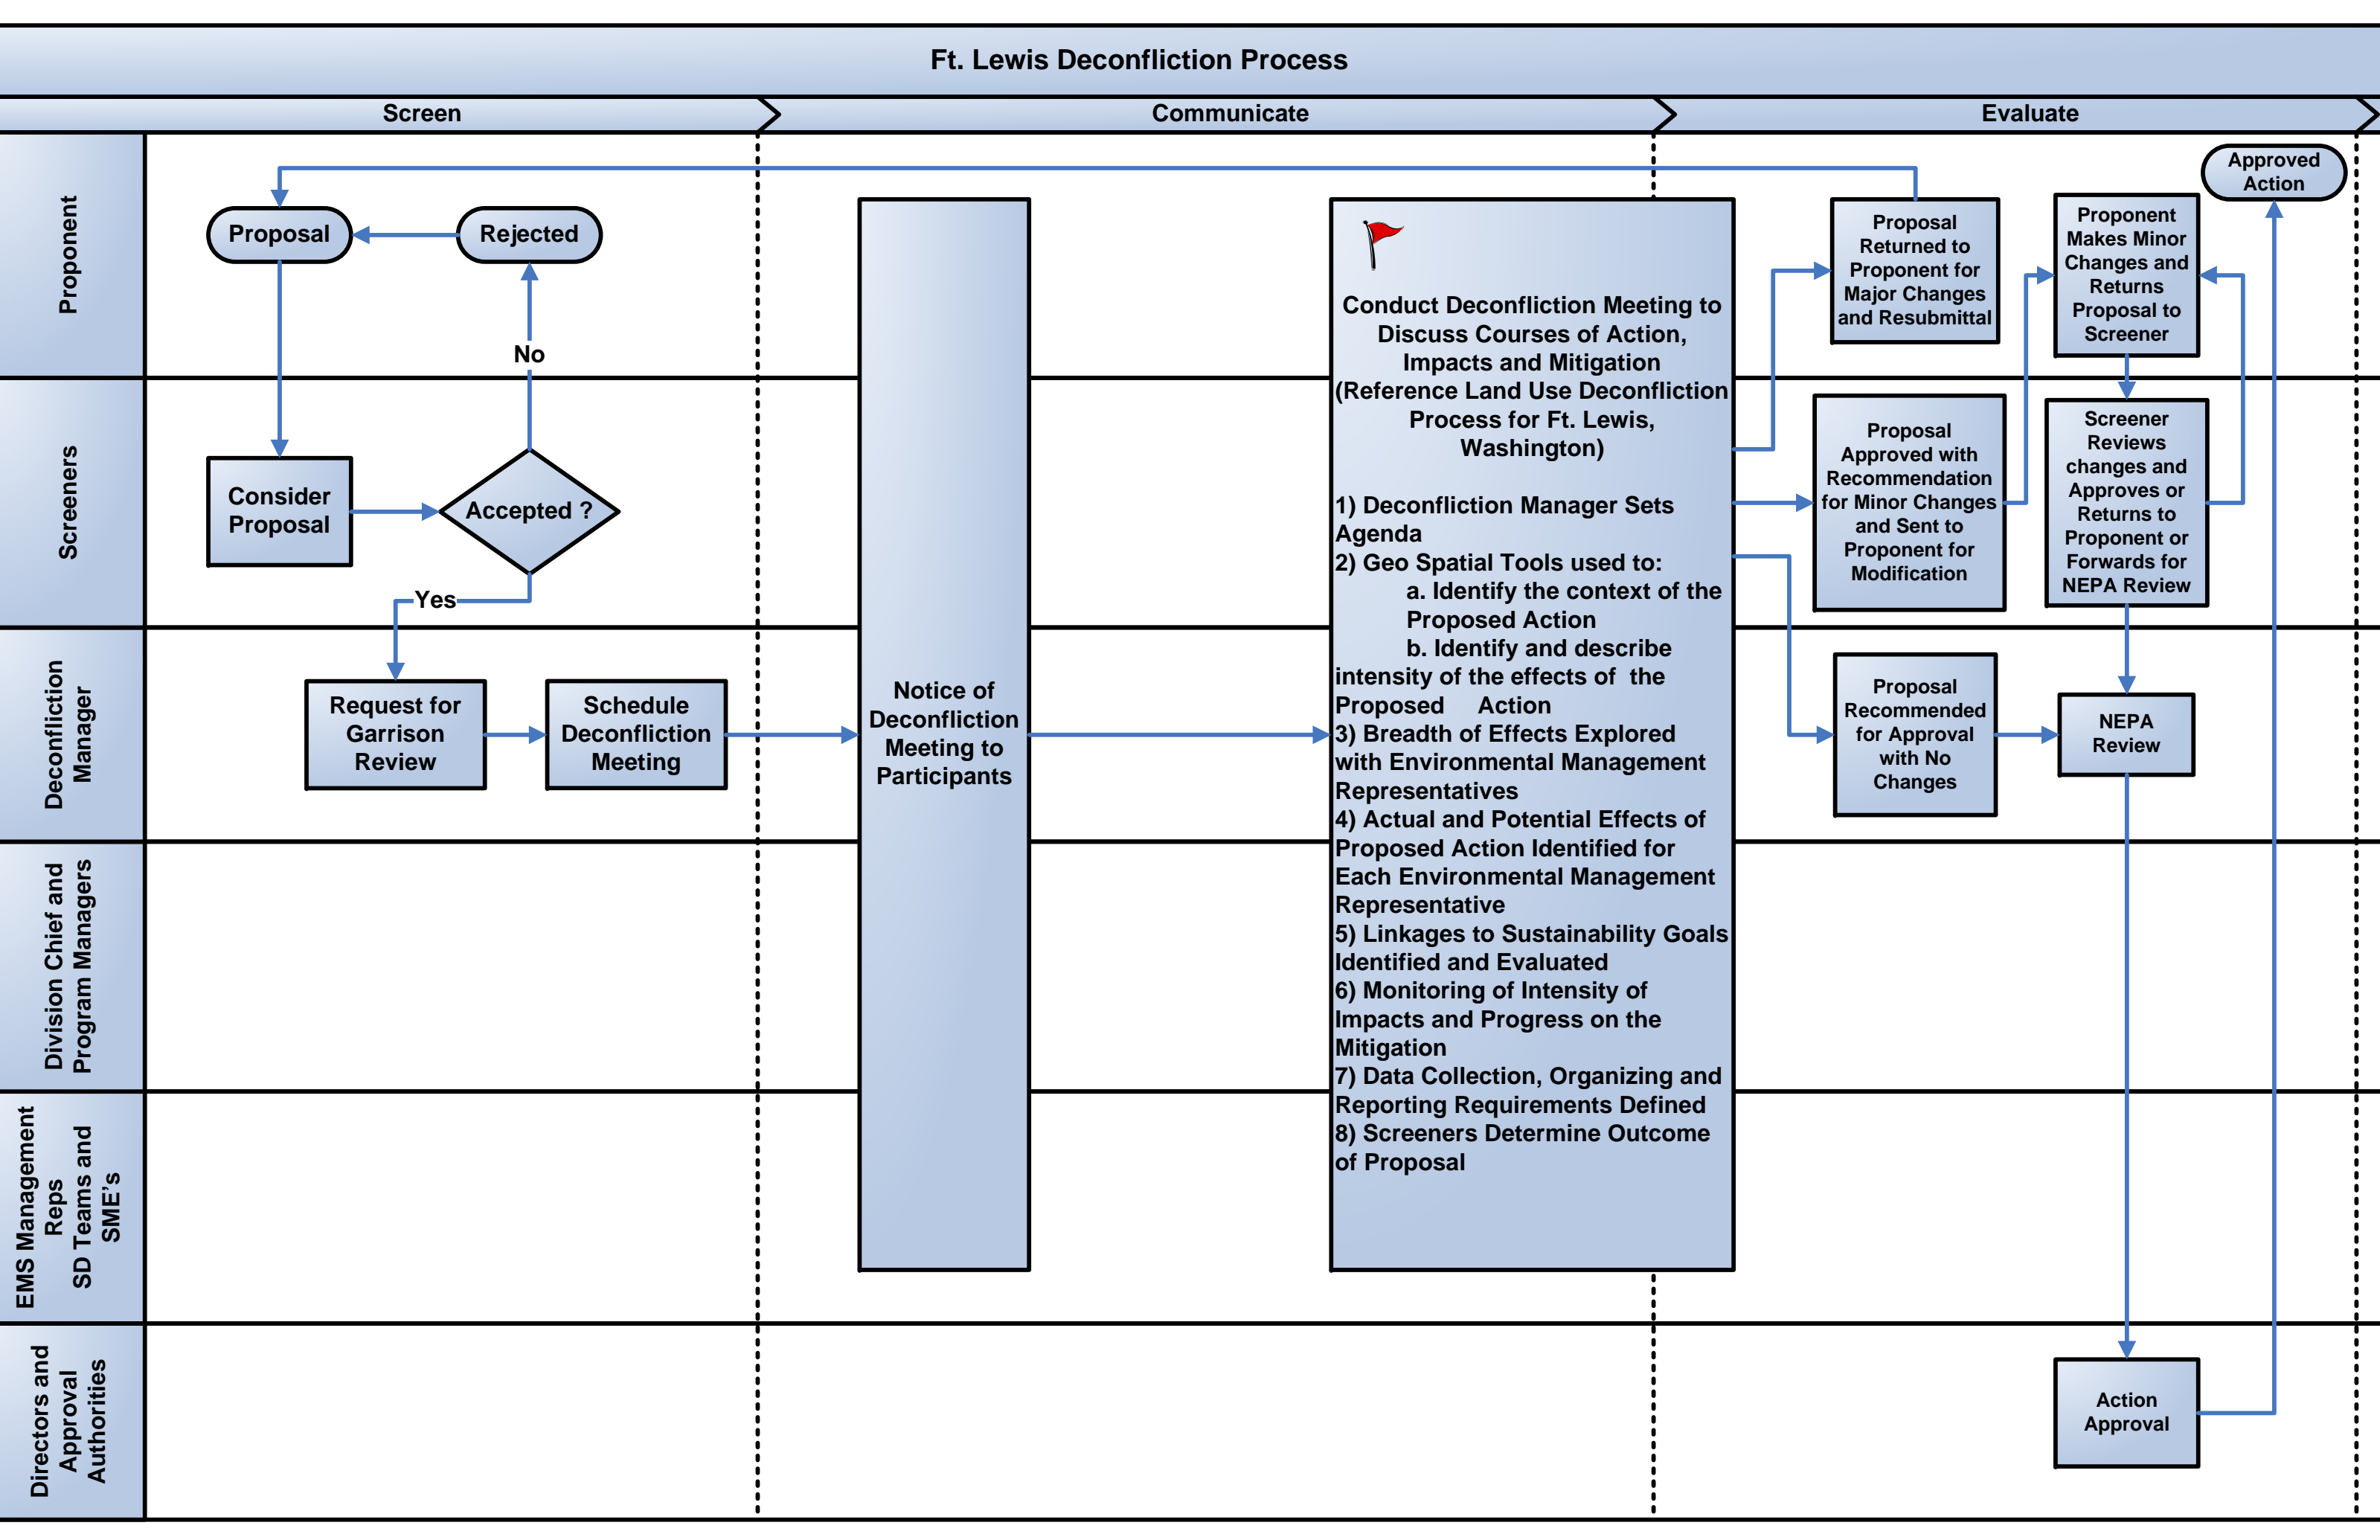 Ft. Lewis Deconfliction Process
Screen
Communicate
Evaluate
Proponent
Proposal
Rejected
No
Screeners
Consider
Proposal
Accepted ?
Yes
Deconfliction
Manager
Request for
Garrison
Review
Schedule
Deconfliction
Meeting
Division Chief and
Program Managers
EMS Management
Reps
SD Teams and
SME's
Directors and
Approval
Authorities
Notice of
Deconfliction
Meeting to
Participants
Conduct Deconfliction Meeting to
Discuss Courses of Action,
Impacts and Mitigation
(Reference Land Use Deconfliction
Process for Ft. Lewis,
Washington)
1) Deconfliction Manager Sets
Agenda
2) Geo Spatial Tools used to:
a. Identify the context of the
Proposed Action
b. Identify and describe
intensity of the effects of the
Proposed Action
3) Breadth of Effects Explored
with Environmental Management
Representatives
4) Actual and Potential Effects of
Proposed Action Identified for
Each Environmental Management
Representative
5) Linkages to Sustainability Goals
Identified and Evaluated
6) Monitoring of Intensity of
Impacts and Progress on the
Mitigation
7) Data Collection, Organizing and
Reporting Requirements Defined
8) Screeners Determine Outcome
of Proposal
Proposal
Returned to
Proponent for
Major Changes
and Resubmittal
Proponent
Makes Minor
Changes and
Returns
Proposal to
Screener
Approved
Action
Proposal
Approved with
Recommendation
for Minor Changes
and Sent to
Proponent for
Modification
Screener
Reviews
changes and
Approves or
Returns to
Proponent or
Forwards for
NEPA Review
Proposal
Recommended
for Approval
with No
Changes
NEPA
Review
Action
Approval